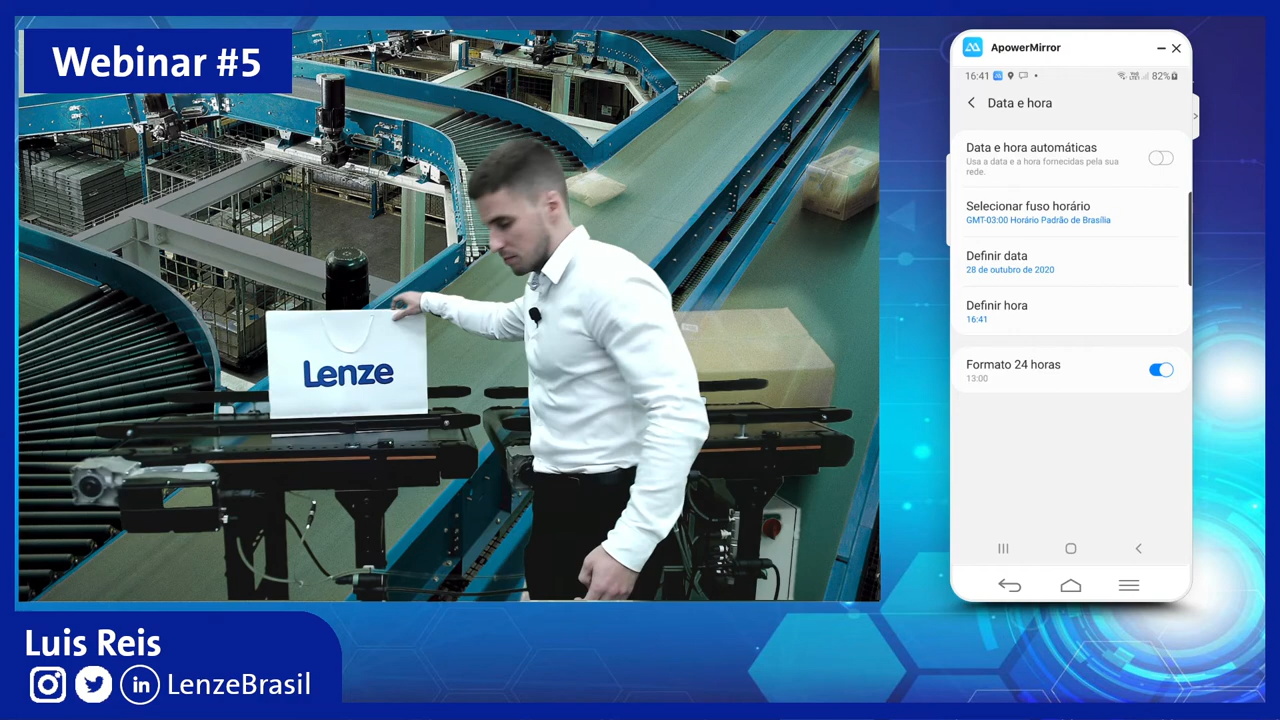 Webinar #5
Lenze
Luis Reis
LenzeBrasil
ApowerMirror
16:41
82%
Data e hora
Data e hora automáticas
Usa a data e a hora fornecidas pela sua
rede.
Selecionar fuso horário
GMT-03:00 Horário Padrão de Brasília
Definir data
28 de outubro de 2020
Definir hora
16:41
Formato 24 horas
13:00